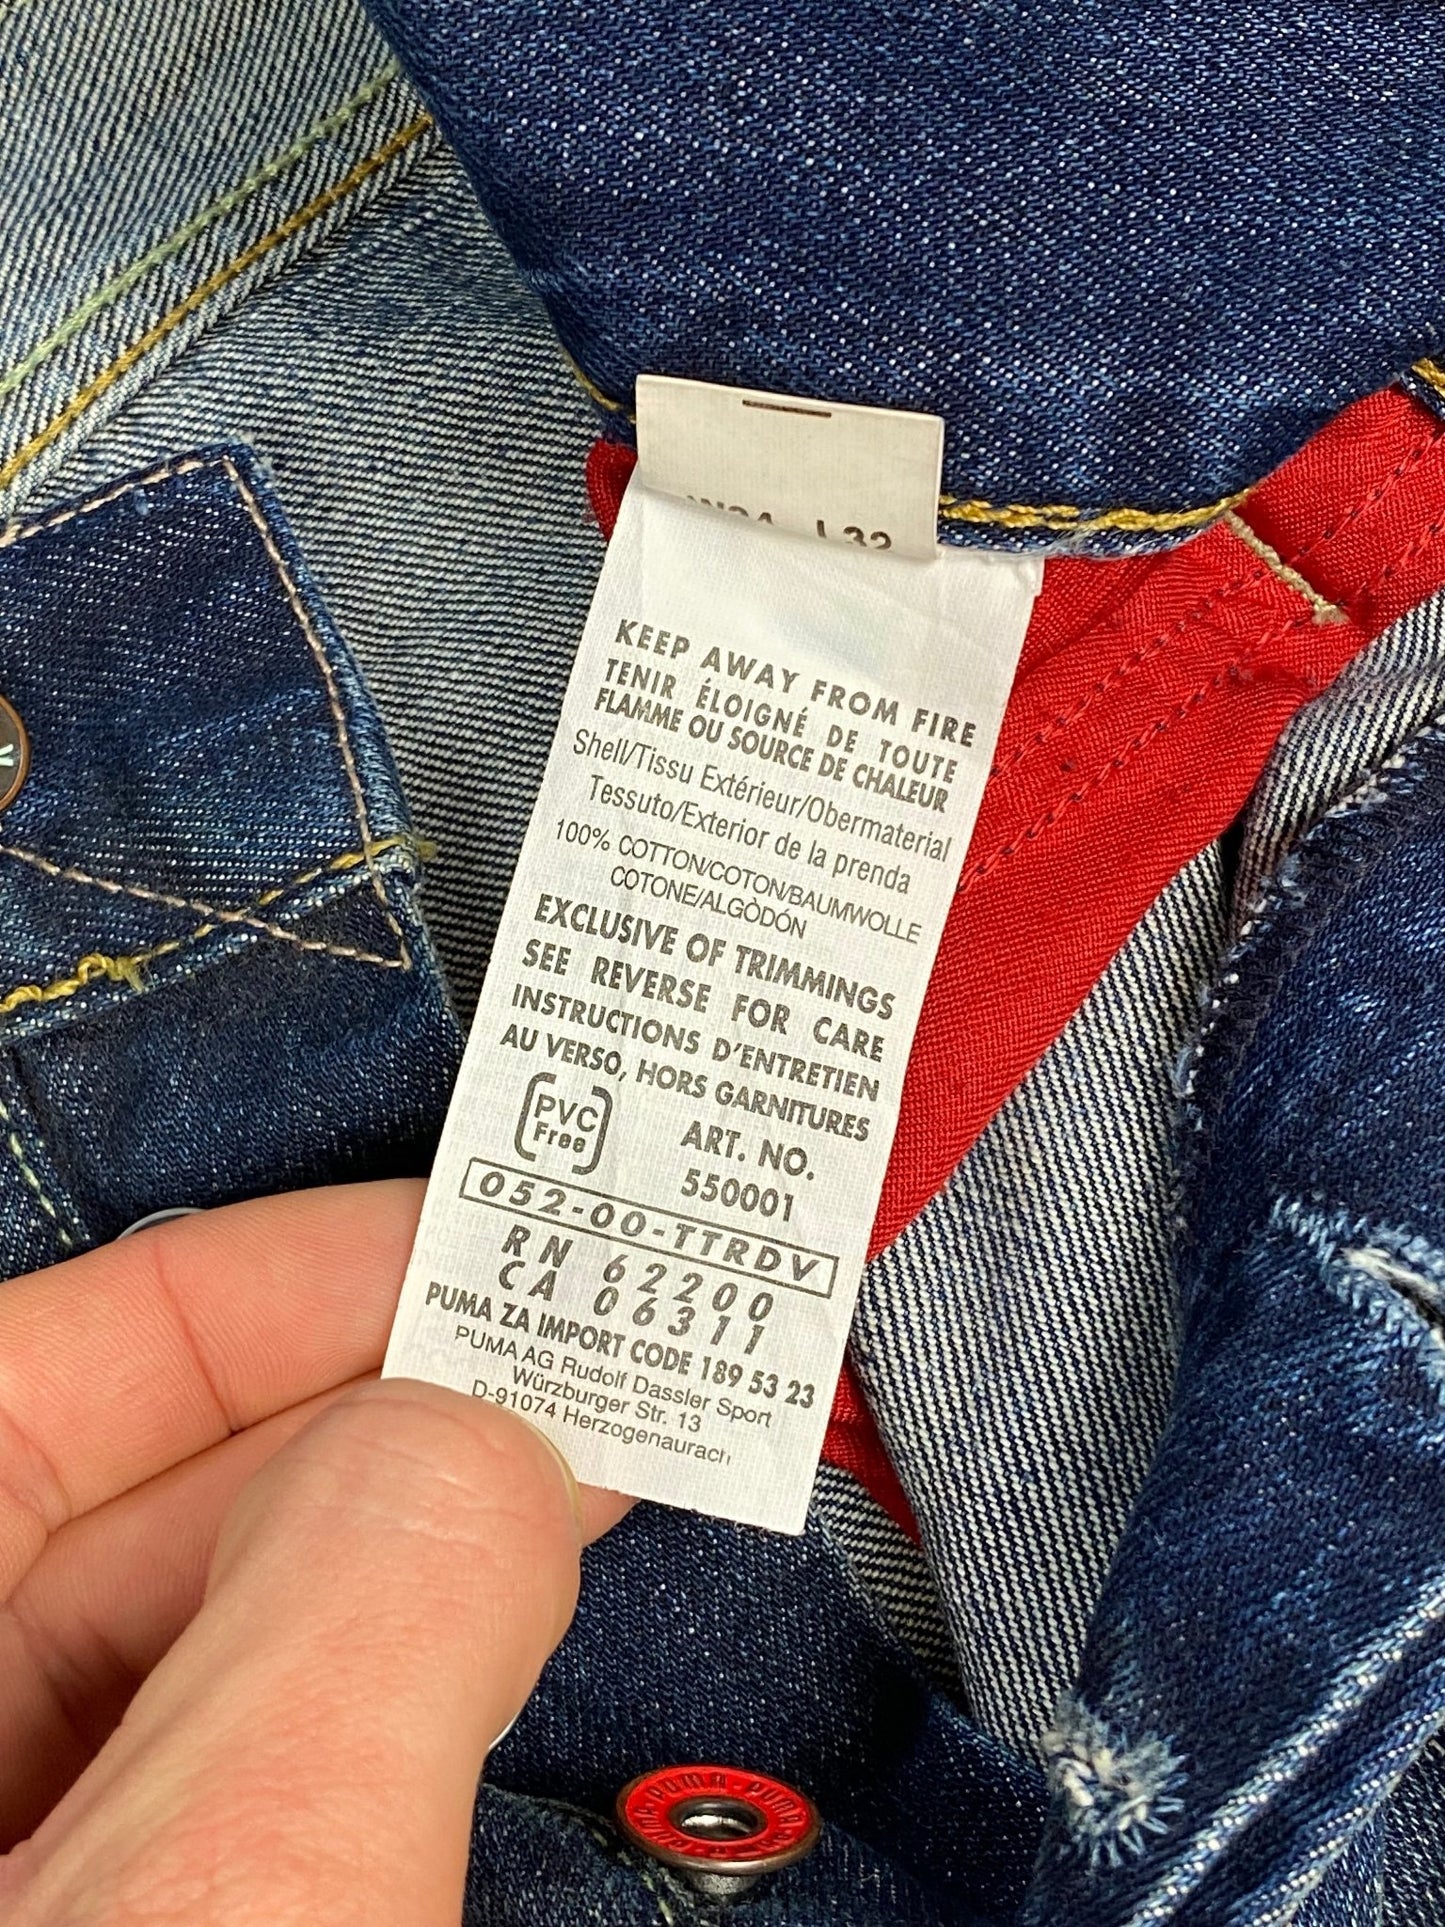 L32
KEEP AWAY FROM FIRE
TENIR ÉLOIGNÉ DE TOUTE
FLAMME OU SOURCE DE CHALEUR
Shell/Tissu Extérieur/Obermaterial
Tessuto/Exterior de la prenda
100% COTTON/COTON/BAUMWOLLE
COTONE/ALGÒDÓN
EXCLUSIVE OF TRIMMINGS
SEE REVERSE FOR CARE
INSTRUCTIONS D'ENTRETIEN
AU VERSO, HORS GARNITURES
PVC
Free
ART. NO.
550001
052-00-TTRDV
RN 62200
CA 06311
PUMA ZA IMPORT CODE 189 53 23
PUMA AG Rudolf Dassler Sport
Würzburger Str. 13
D-91074 Herzogenaurach
PUMA-PUMA